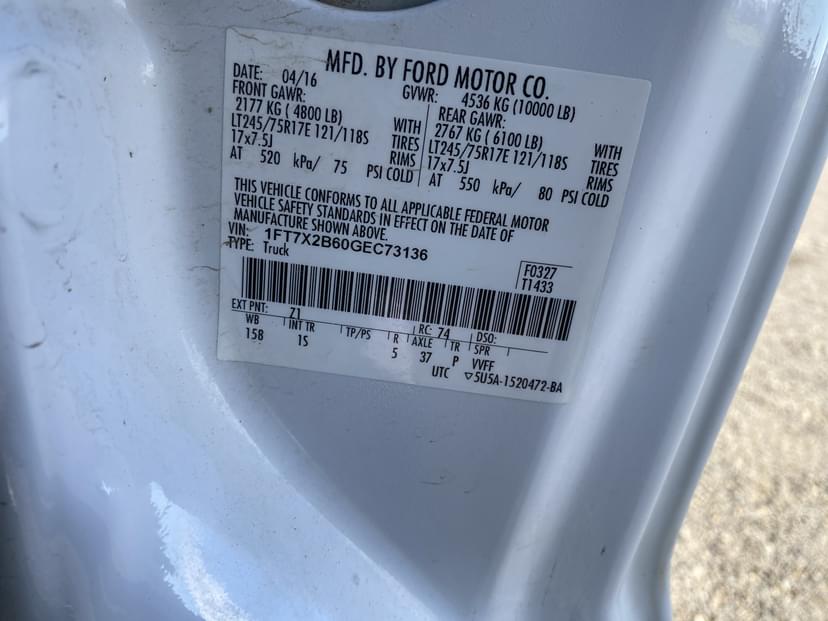 MFD. BY FORD MOTOR CO.
DATE: 04/16 GVWR: 4536 KG (10000 LB)
FRONT GAWR: REAR GAWR:
2177 KG ( 4800 LB) WITH 2767 KG ( 6100 LB) WITH
LT245/75R17E 121/118S TIRES LT245/75R17E 121/118S TIRES
17x7.5J RIMS 17x7.5J RIMS
AT 520 kPa/ 75 PSI COLD AT 550 kPa/ 80 PSI COLD
THIS VEHICLE CONFORMS TO ALL APPLICABLE FEDERAL MOTOR
VEHICLE SAFETY STANDARDS IN EFFECT ON THE DATE OF
MANUFACTURE SHOWN ABOVE.
VIN: 1FT7X2B60GEC73136
TYPE: Truck
F0327
T1433
EXT PNT: 71 RC: 74 DSO:
WB INT TR TP/PS R AXLE TR SPR
158 1S 5 37 P VVFF
UTC ▽5U5A-1520472-BA